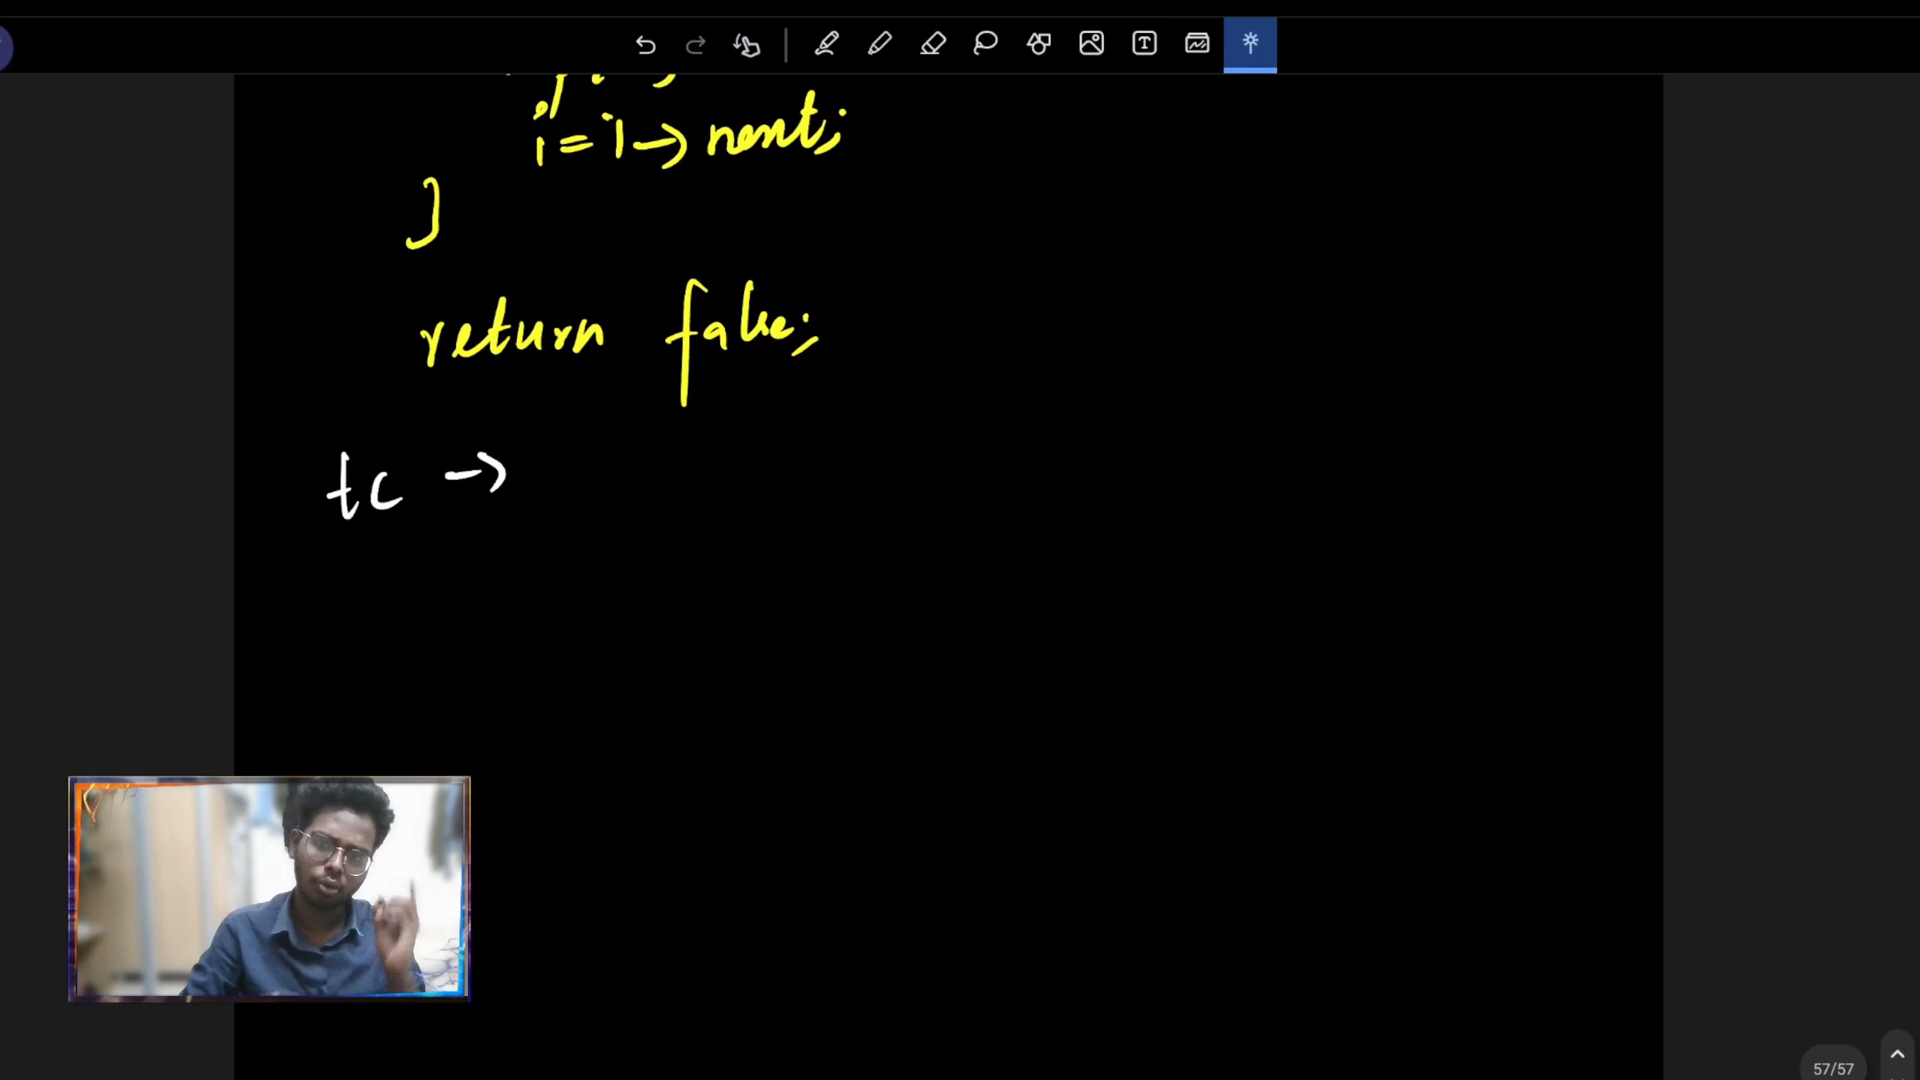 i = i → next;
}
return false;
tc →
57/57